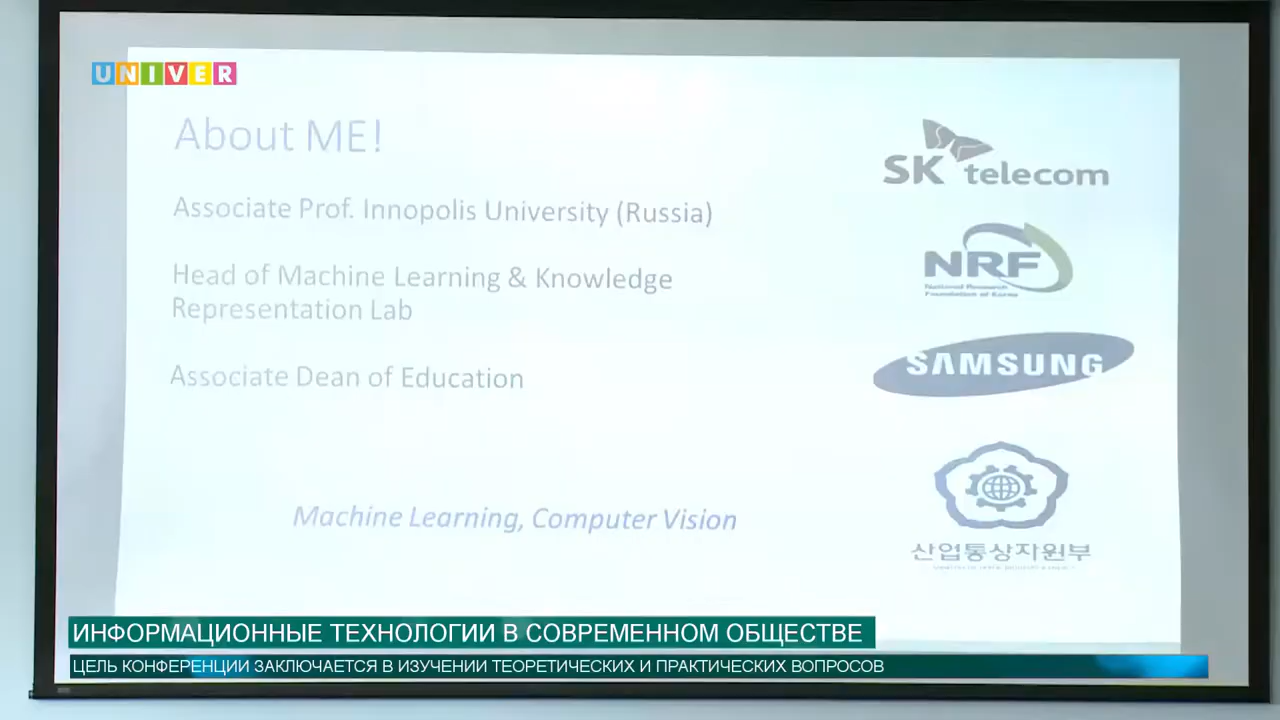 UNIVER
About ME!
Associate Prof. Innopolis University (Russia)
Head of Machine Learning & Knowledge
Representation Lab
Associate Dean of Education
Machine Learning, Computer Vision
SK telecom
NRF
National Research
Foundation of Korea
SAMSUNG
산업통상자원부
ИНФОРМАЦИОННЫЕ ТЕХНОЛОГИИ В СОВРЕМЕННОМ ОБЩЕСТВЕ
ЦЕЛЬ КОНФЕРЕНЦИИ ЗАКЛЮЧАЕТСЯ В ИЗУЧЕНИИ ТЕОРЕТИЧЕСКИХ И ПРАКТИЧЕСКИХ ВОПРОСОВ